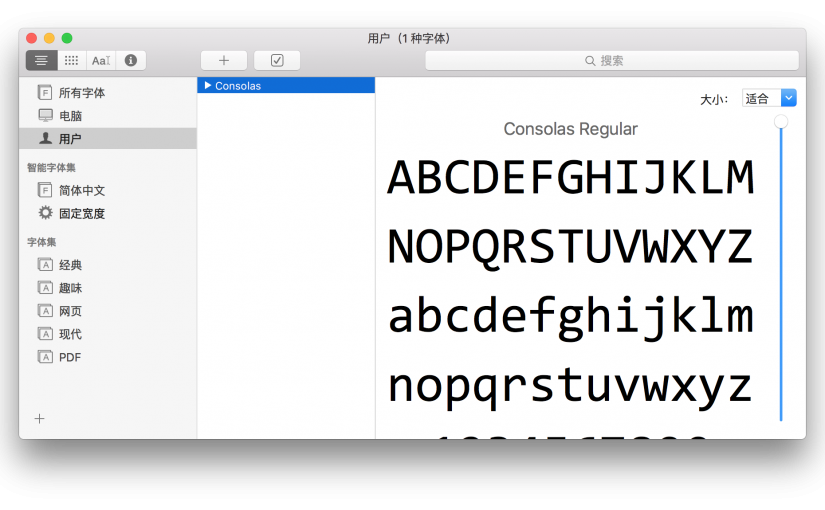 用户（1 种字体）
搜索
所有字体
电脑
用户
智能字体集
简体中文
固定宽度
字体集
经典
趣味
网页
现代
PDF
Consolas
大小： 适合
Consolas Regular
ABCDEFGHIJKLM
NOPQRSTUVWXYZ
abcdefghijklm
nopqrstuvwxyz
1234567890